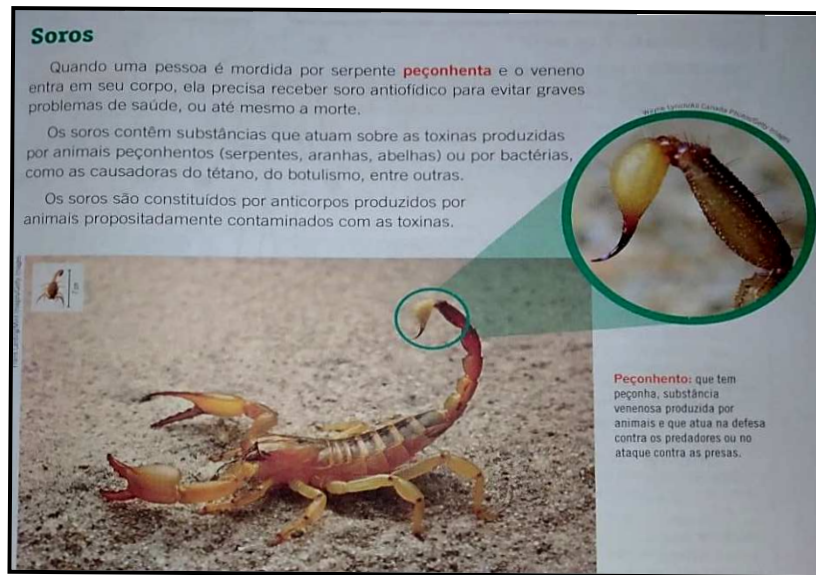 Soros
Quando uma pessoa é mordida por serpente peçonhenta e o veneno
entra em seu corpo, ela precisa receber soro antiofídico para evitar graves
problemas de saúde, ou até mesmo a morte.
Os soros contêm substâncias que atuam sobre as toxinas produzidas
por animais peçonhentos (serpentes, aranhas, abelhas) ou por bactérias,
como as causadoras do tétano, do botulismo, entre outras.
Os soros são constituídos por anticorpos produzidos por
animais propositadamente contaminados com as toxinas.
Peçonhento: que tem
peçonha, substância
venenosa produzida por
animais e que atua na defesa
contra os predadores ou no
ataque contra as presas.